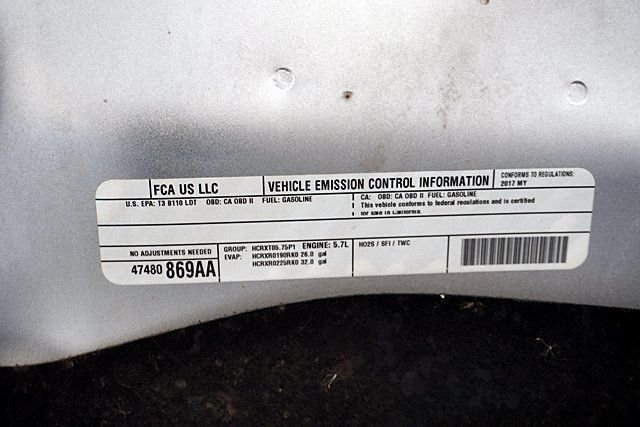 FCA US LLC
VEHICLE EMISSION CONTROL INFORMATION
CONFORMS TO REGULATIONS:
2017 MY
U.S. EPA: T3 B110 LDT OBD: CA OBD II FUEL: GASOLINE
CA: OBD: CA OBD II FUEL: GASOLINE
This vehicle conforms to federal regulations and is certified
for sale in California.
NO ADJUSTMENTS NEEDED
47480 869AA
GROUP: HCRXT05.75P1 ENGINE: 5.7L
EVAP: HCRXR0190RK0 26.0 gal
HCRXR0225RK0 32.0 gal
HO2S / SFI / TWC